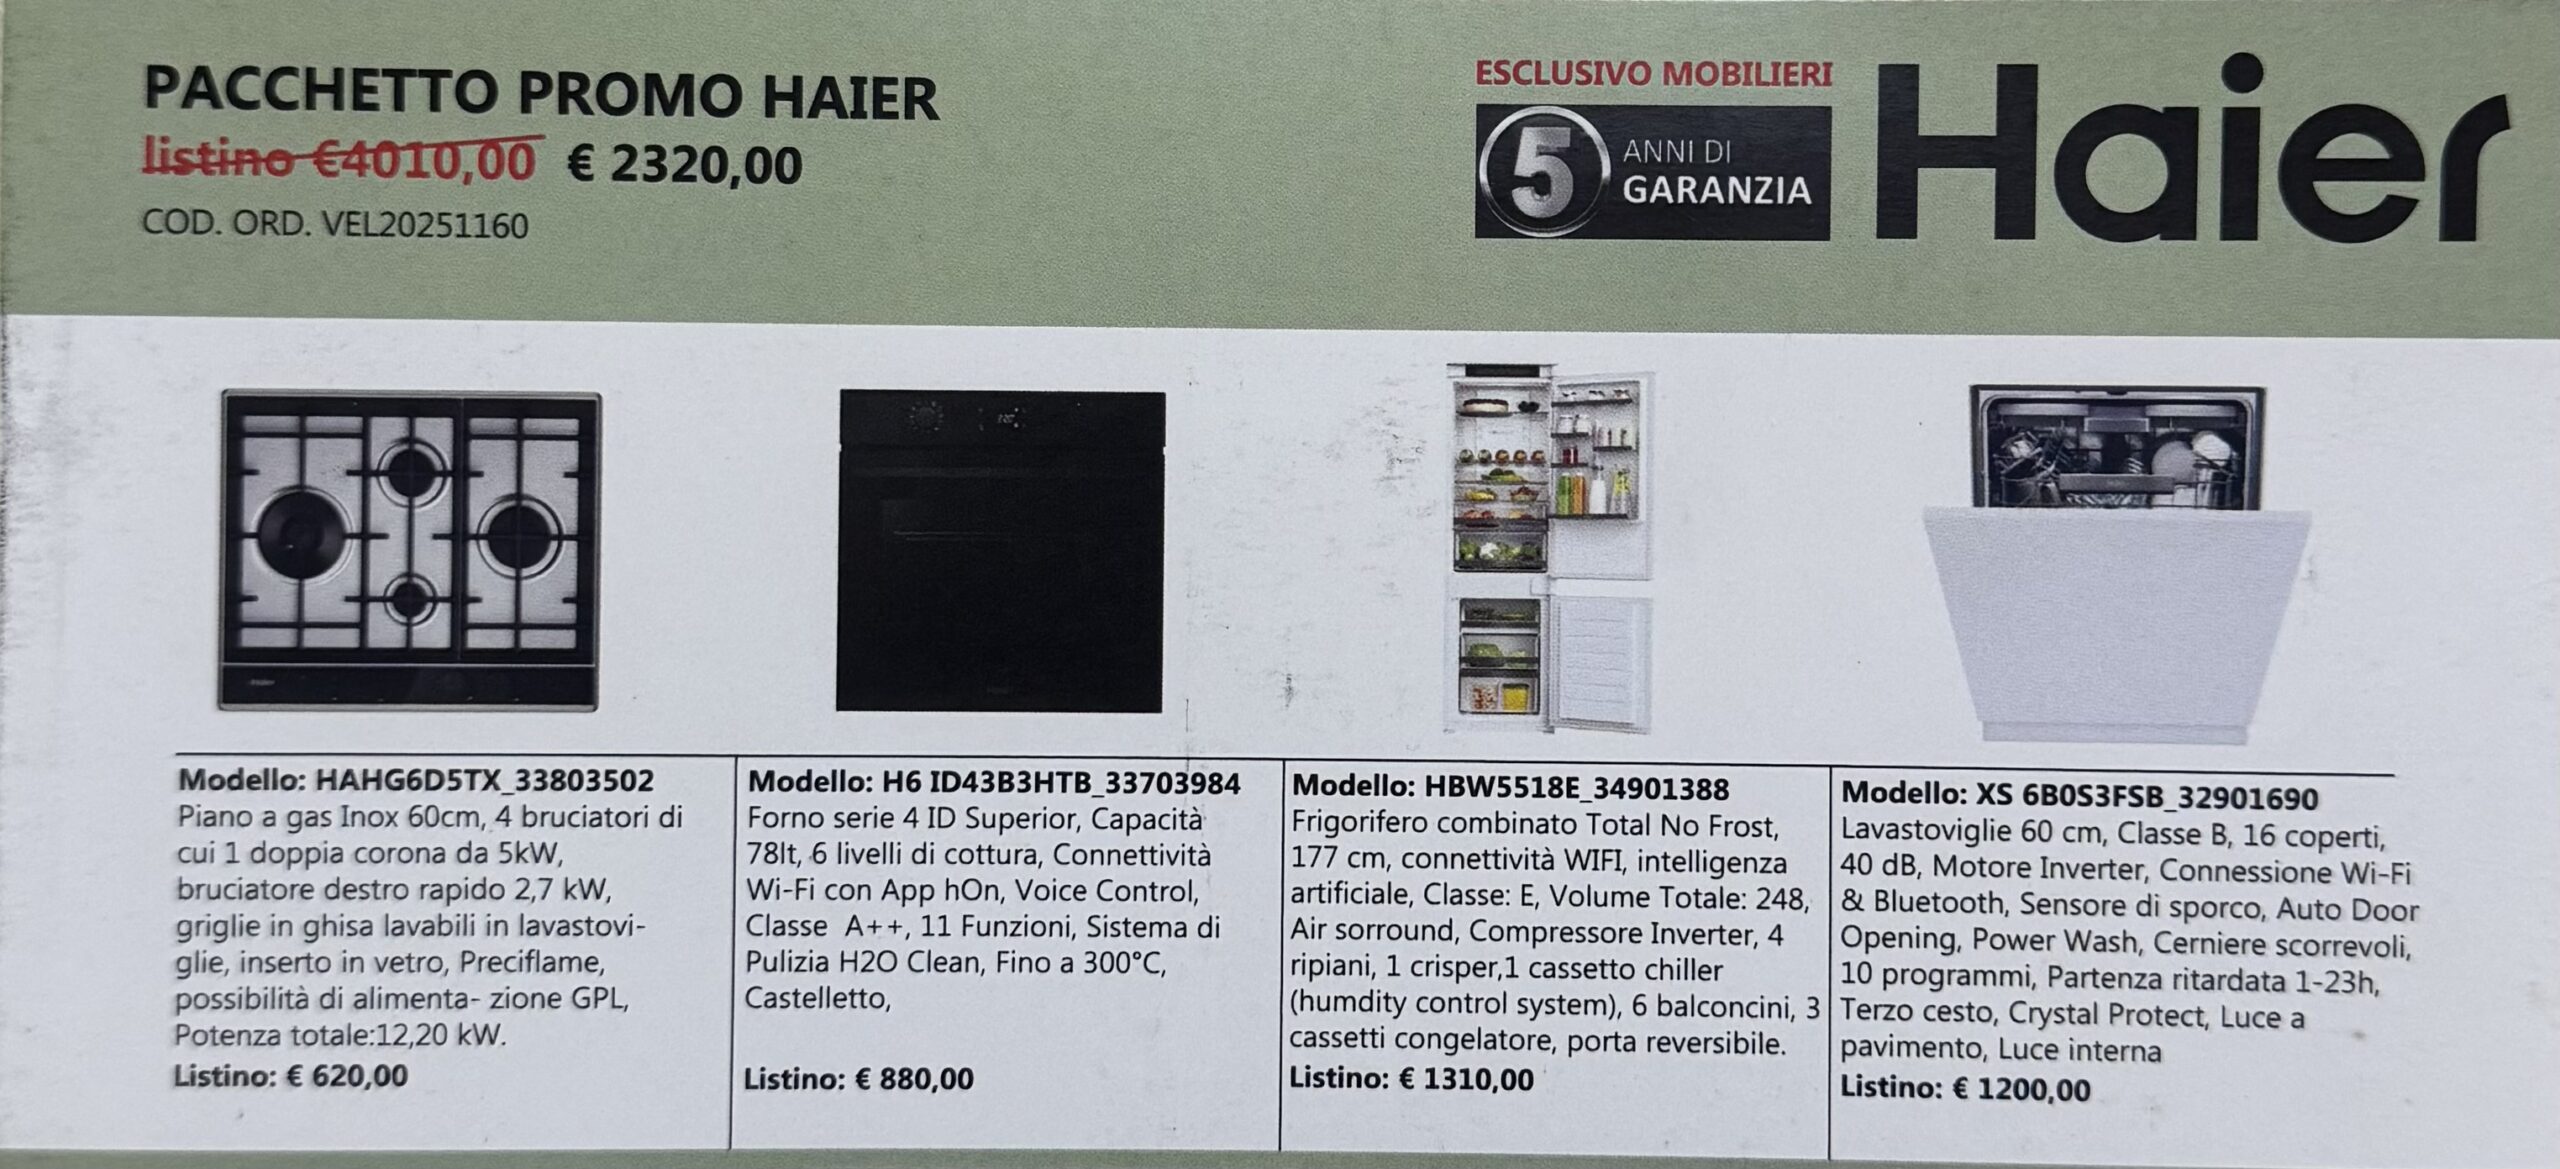 PACCHETTO PROMO HAIER
listino €4010,00 € 2320,00
COD. ORD. VEL20251160
ESCLUSIVO MOBILIERI
5 ANNI DI
GARANZIA
Haier
Modello: HAHG6D5TX_33803502
Piano a gas Inox 60cm, 4 bruciatori di
cui 1 doppia corona da 5kW,
bruciatore destro rapido 2,7 kW,
griglie in ghisa lavabili in lavastovi-
glie, inserto in vetro, Preciflame,
possibilità di alimenta- zione GPL,
Potenza totale:12,20 kW.
Listino: € 620,00
Modello: H6 ID43B3HTB_33703984
Forno serie 4 ID Superior, Capacità
78lt, 6 livelli di cottura, Connettività
Wi-Fi con App hOn, Voice Control,
Classe A++, 11 Funzioni, Sistema di
Pulizia H2O Clean, Fino a 300°C,
Castelletto,
Listino: € 880,00
Modello: HBW5518E_34901388
Frigorifero combinato Total No Frost,
177 cm, connettività WIFI, intelligenza
artificiale, Classe: E, Volume Totale: 248,
Air sorround, Compressore Inverter, 4
ripiani, 1 crisper,1 cassetto chiller
(humdity control system), 6 balconcini, 3
cassetti congelatore, porta reversibile.
Listino: € 1310,00
Modello: XS 6B0S3FSB_32901690
Lavastoviglie 60 cm, Classe B, 16 coperti,
40 dB, Motore Inverter, Connessione Wi-Fi
& Bluetooth, Sensore di sporco, Auto Door
Opening, Power Wash, Cerniere scorrevoli,
10 programmi, Partenza ritardata 1-23h,
Terzo cesto, Crystal Protect, Luce a
pavimento, Luce interna
Listino: € 1200,00